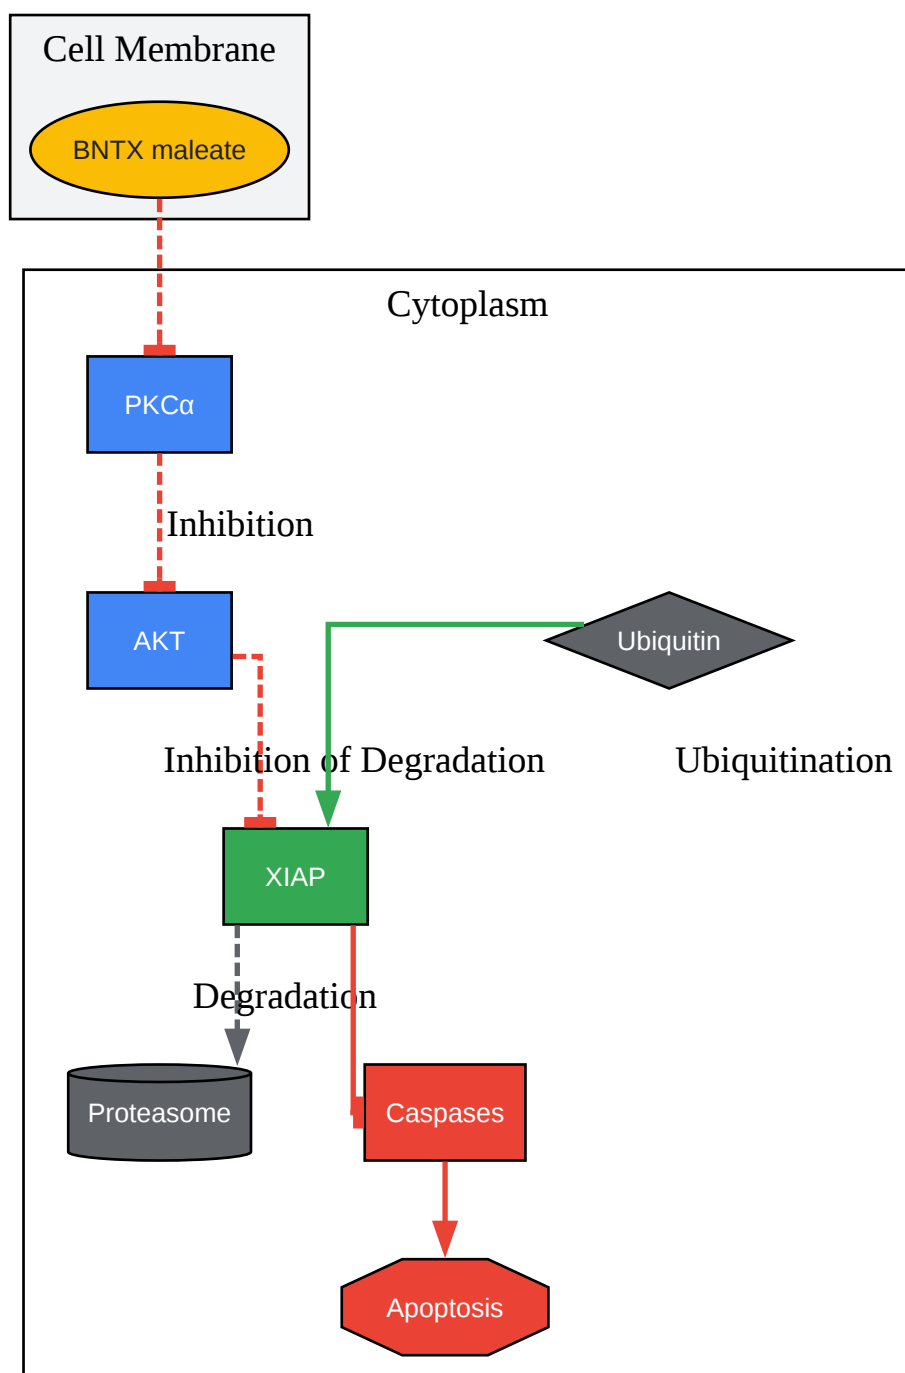 Cell Membrane
BNTX maleate
Cytoplasm
PKCα
Inhibition
AKT
Ubiquitin
Inhibition of Degradation
Ubiquitination
XIAP
Degradation
Proteasome
Caspases
Apoptosis